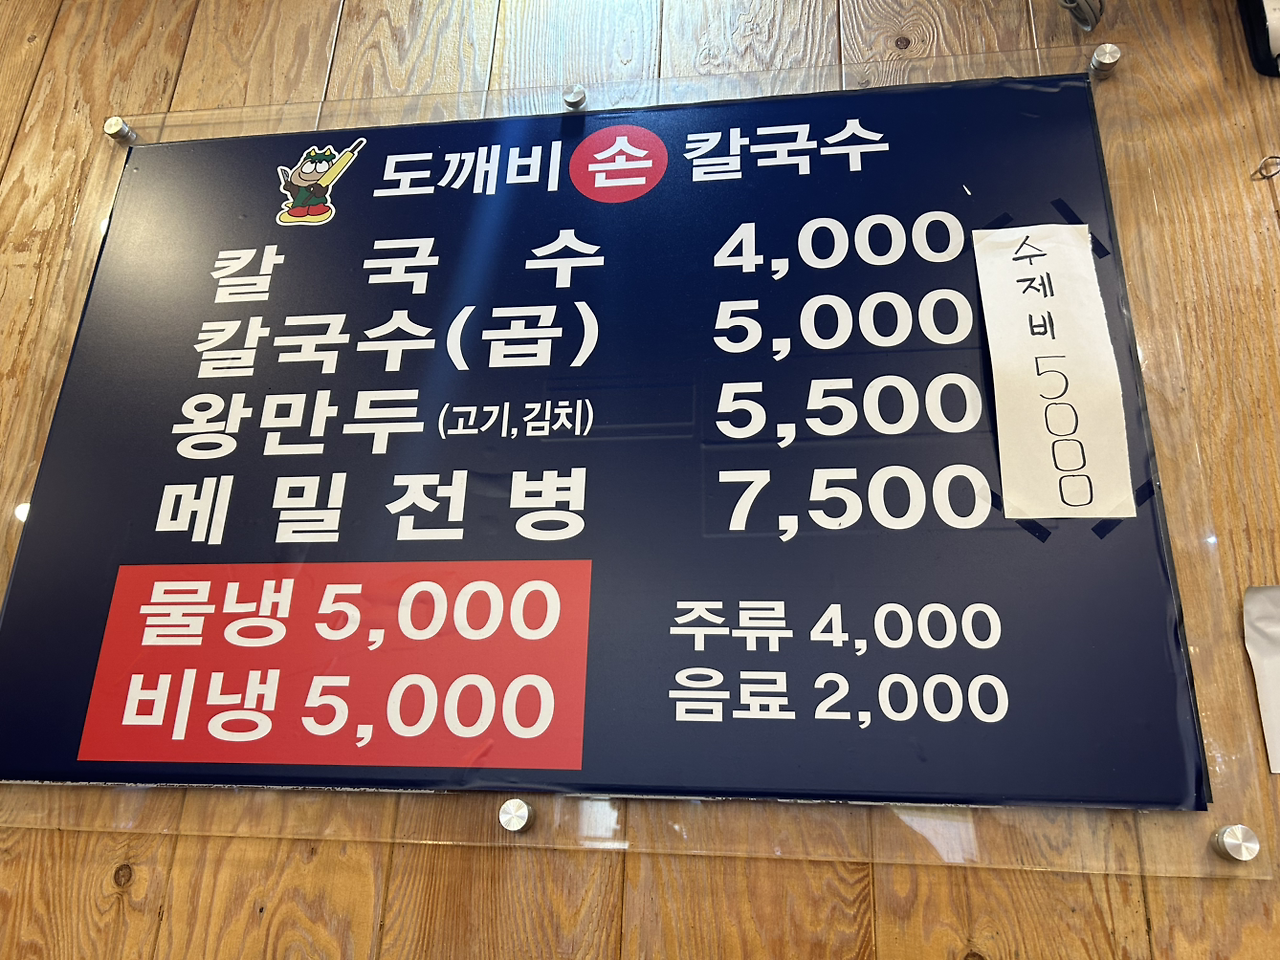 도깨비 손 칼국수
칼국수 4,000
칼국수(곱) 5,000
왕만두 (고기,김치) 5,500
메밀전병 7,500
물냉 5,000
비냉 5,000
주류 4,000
음료 2,000
수제비 5000